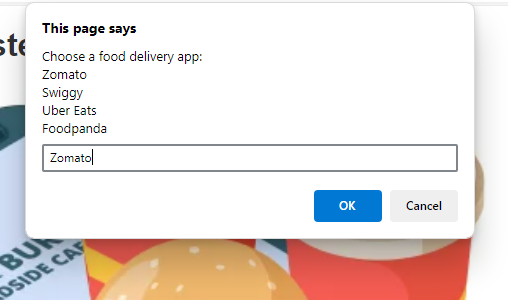 This page says
Choose a food delivery app:
Zomato
Swiggy
Uber Eats
Foodpanda
Zomato
OK
Cancel